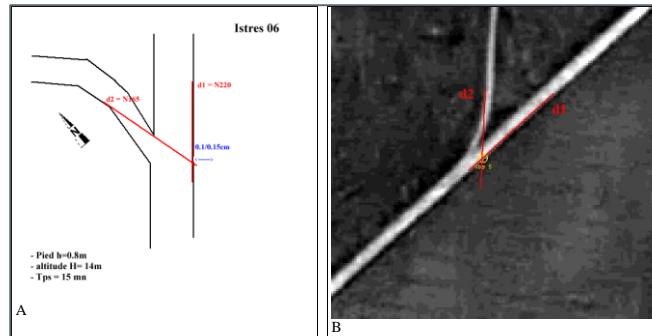 Istres 06
d1 = N220
d2 = N165
0.1/0.15cm
N
- Pied h=0.8m
- altitude H= 14m
- Tps = 15 mn
A
d2
d1
B